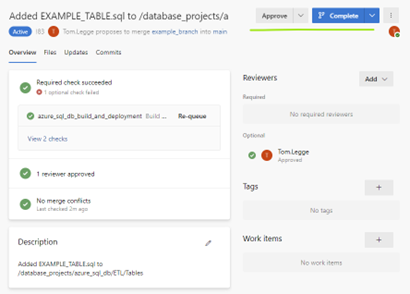 Added EXAMPLE_TABLE.sql to /database_projects/a
Approve
Complete
Active 183 T Tom.Legge proposes to merge example_branch into main
Overview Files Updates Commits
Required check succeeded
1 optional check failed
azure_sql_db_build_and_deployment Build ... Re-queue
View 2 checks
1 reviewer approved
No merge conflicts
Last checked 2m ago
Description
Added EXAMPLE_TABLE.sql to
/database_projects/azure_sql_db/ETL/Tables
Reviewers
Add
Required
No required reviewers
Optional
T Tom.Legge
Approved
Tags
No tags
Work items
No work items